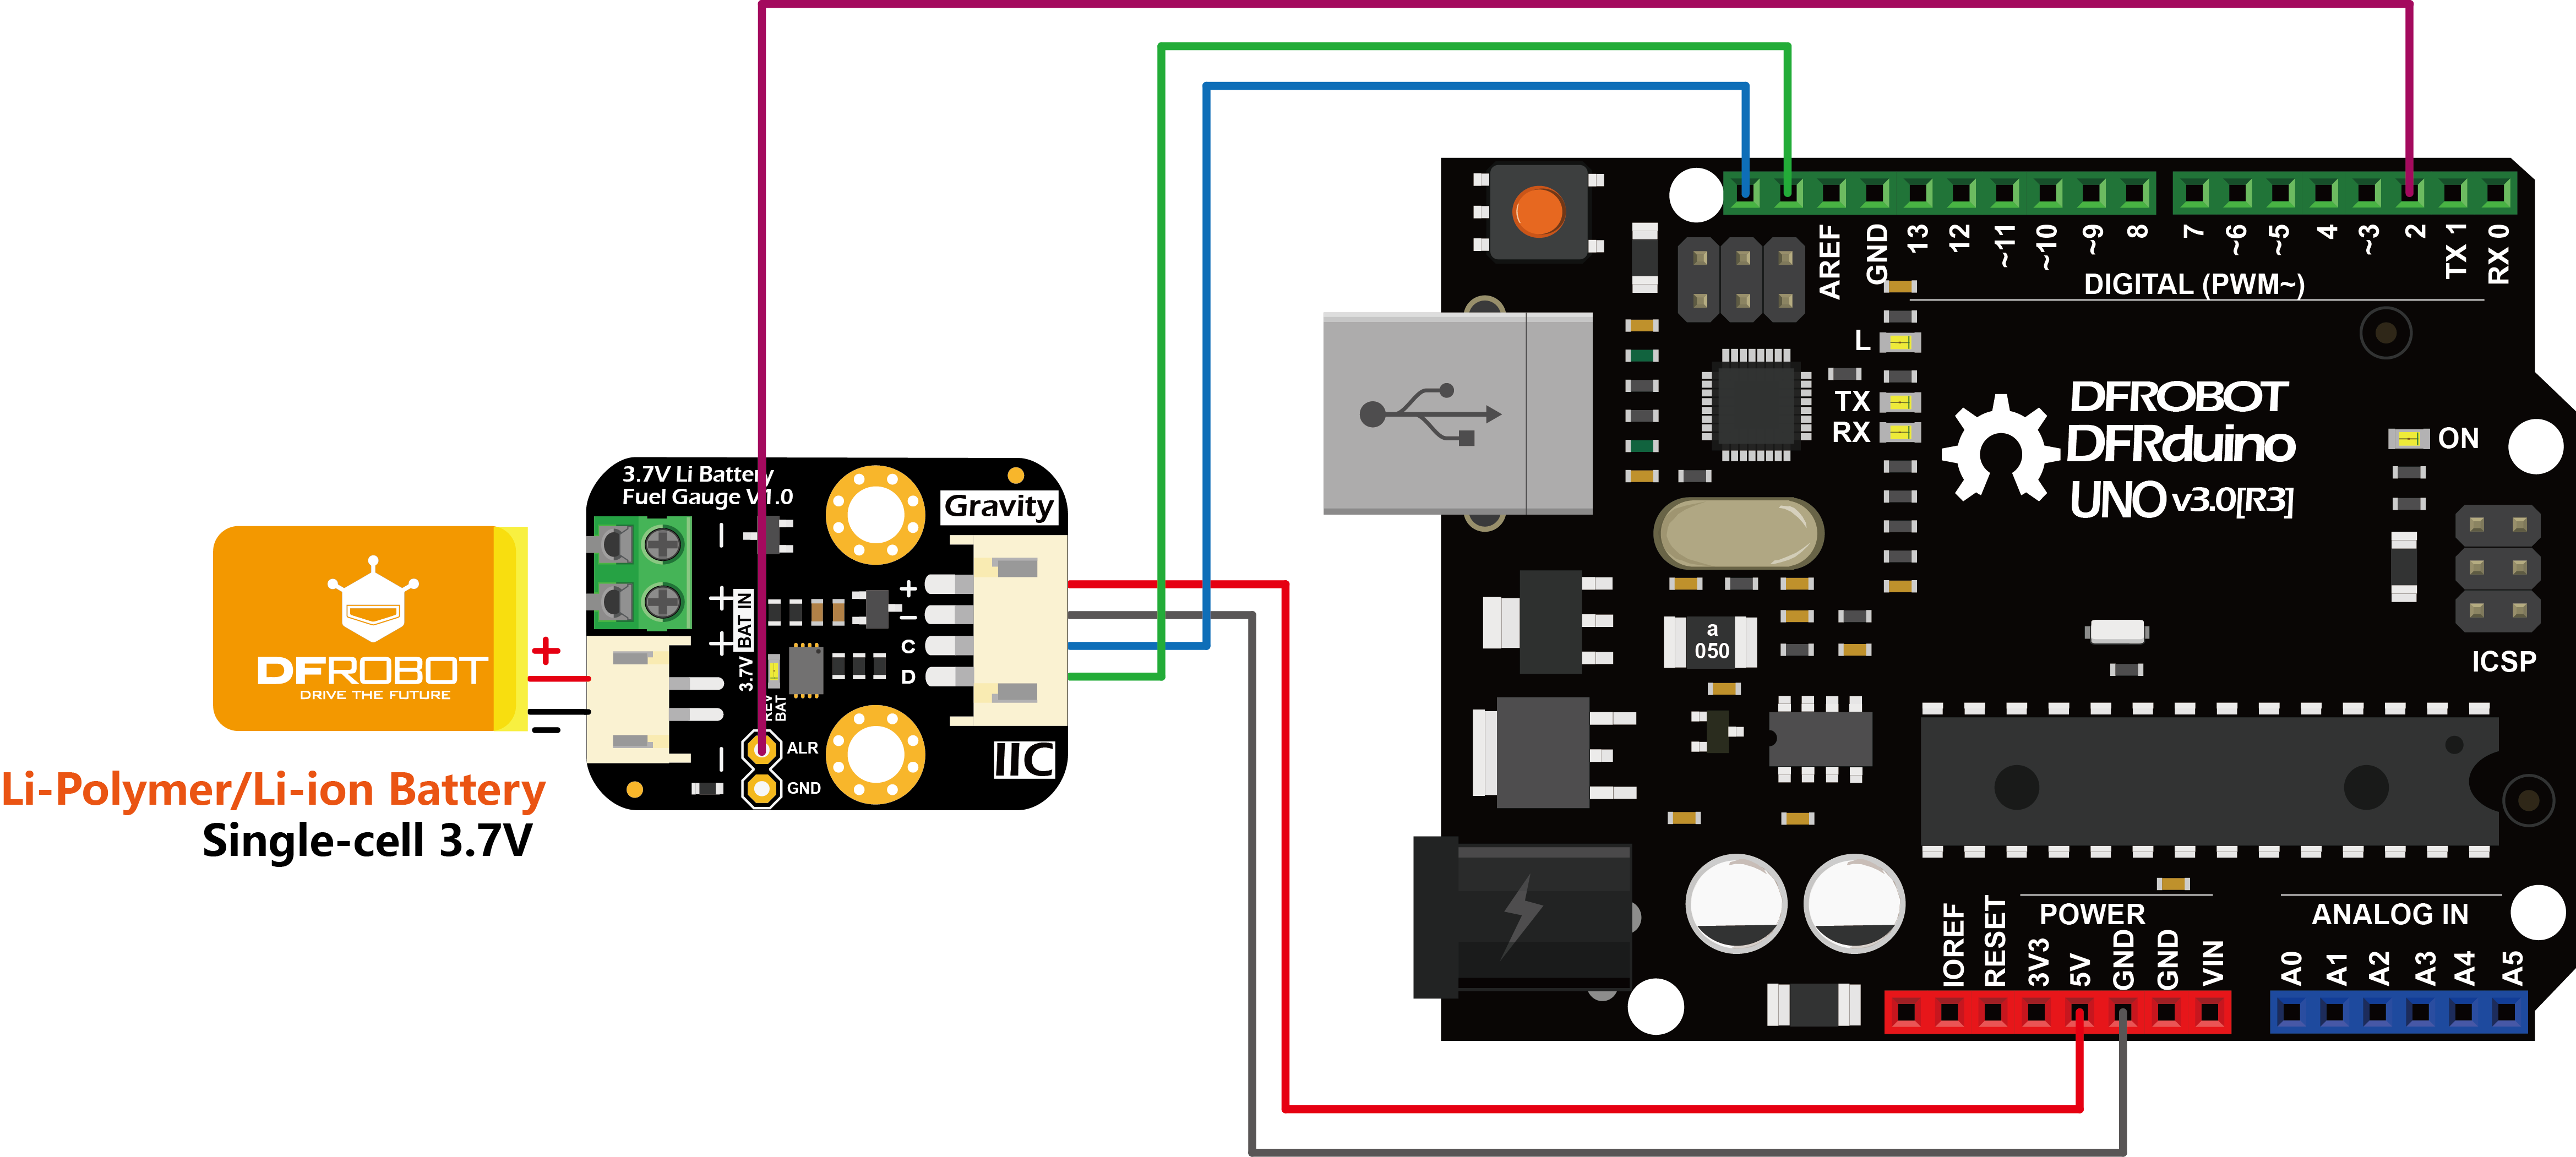 AREF
GND
13
12
~11
~10
~9
8
7
~6
~5
4
~3
2
TX 1
RX 0
DIGITAL (PWM~)
L
TX
RX
DFROBOT
DFRduino
UNO v3.0[R3]
ON
ICSP
a
050
3.7V Li Battery
Fuel Gauge V1.0
Gravity
+
−
C
D
3.7V BAT IN
REV
BAT
ALR
GND
IIC
DFROBOT
DRIVE THE FUTURE
+
−
Li-Polymer/Li-ion Battery
Single-cell 3.7V
POWER
IOREF
RESET
3V3
5V
GND
GND
VIN
ANALOG IN
A0
A1
A2
A3
A4
A5